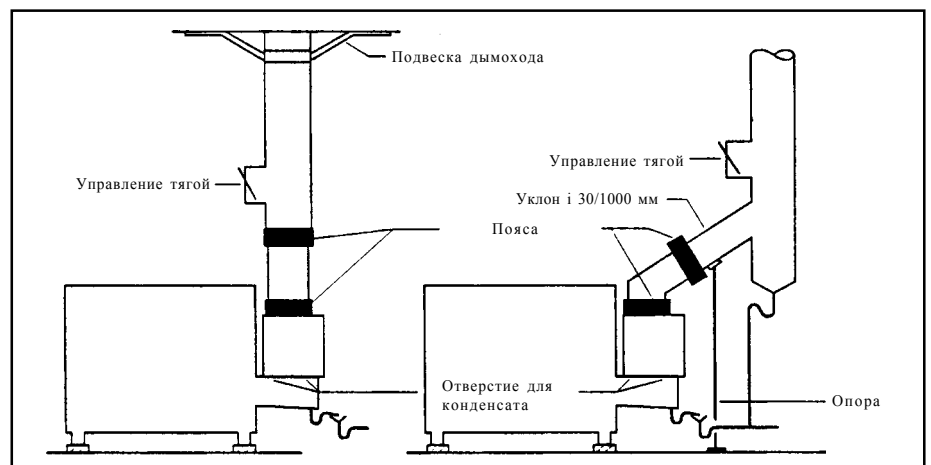 Подвеска дымохода
Управление тягой
Управление тягой
Уклон i 30/1000 мм
Пояса
Отверстие для
конденсата
Опора